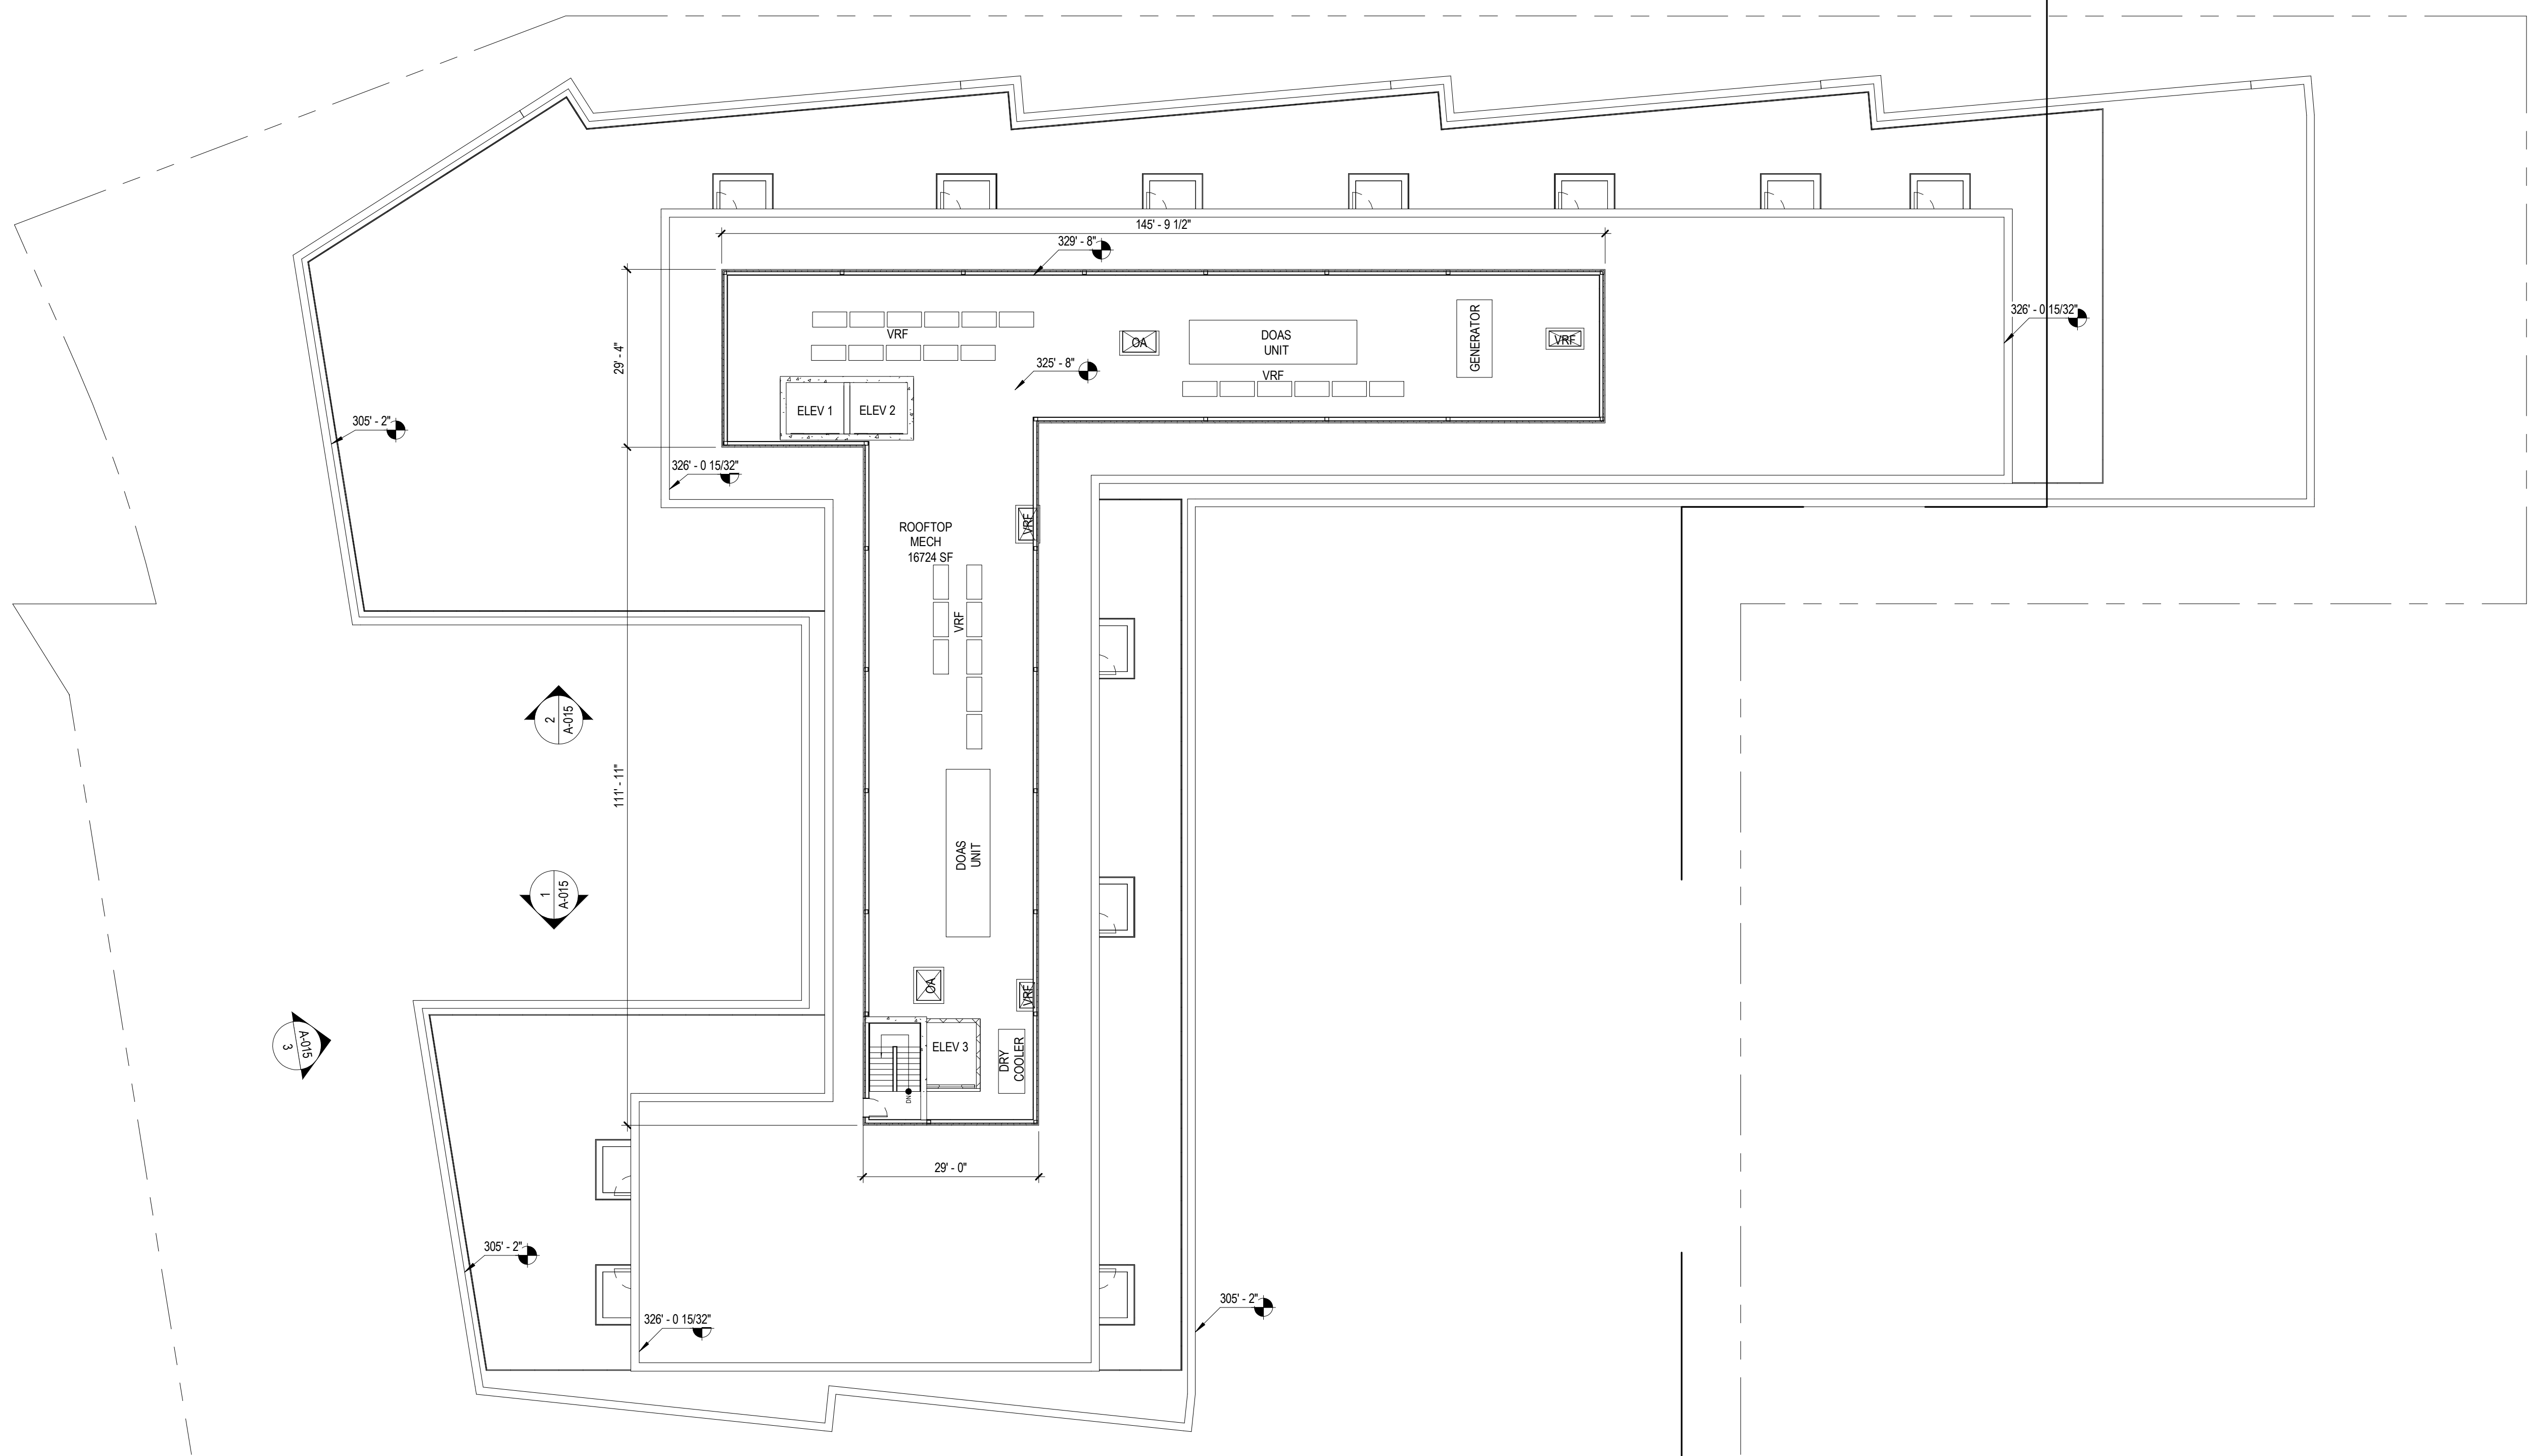 145' - 9 1/2"
329' - 8"
326' - 0 15/32"
VRF
OA
DOAS
UNIT
GENERATOR
VRF
29' - 4"
325' - 8"
VRF
ELEV 1
ELEV 2
305' - 2"
326' - 0 15/32"
ROOFTOP
MECH
16724 SF
VRF
VRF
2
A-015
111' - 11"
DOAS
UNIT
1
A-015
OA
VRF
A-015
3
ELEV 3
DRY
COOLER
DN
29' - 0"
305' - 2"
305' - 2"
326' - 0 15/32"